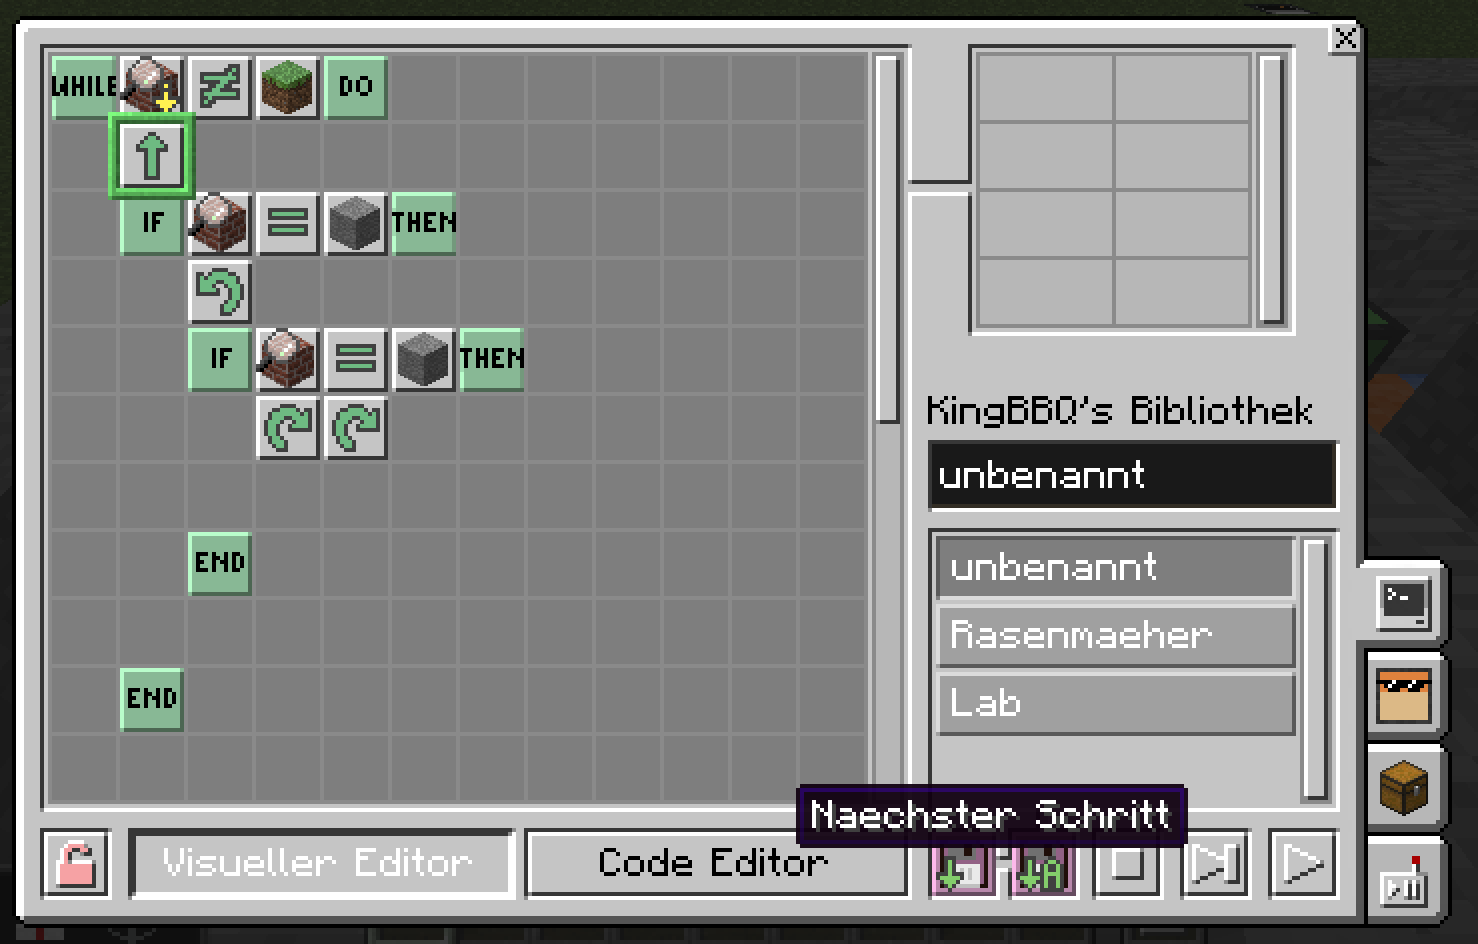 WHILE DO
IF THEN
IF THEN
END
END
KingBBQ's Bibliothek
unbenannt
unbenannt
Rasenmaeher
Lab
Naechster Schritt
Visueller Editor
Code Editor
A